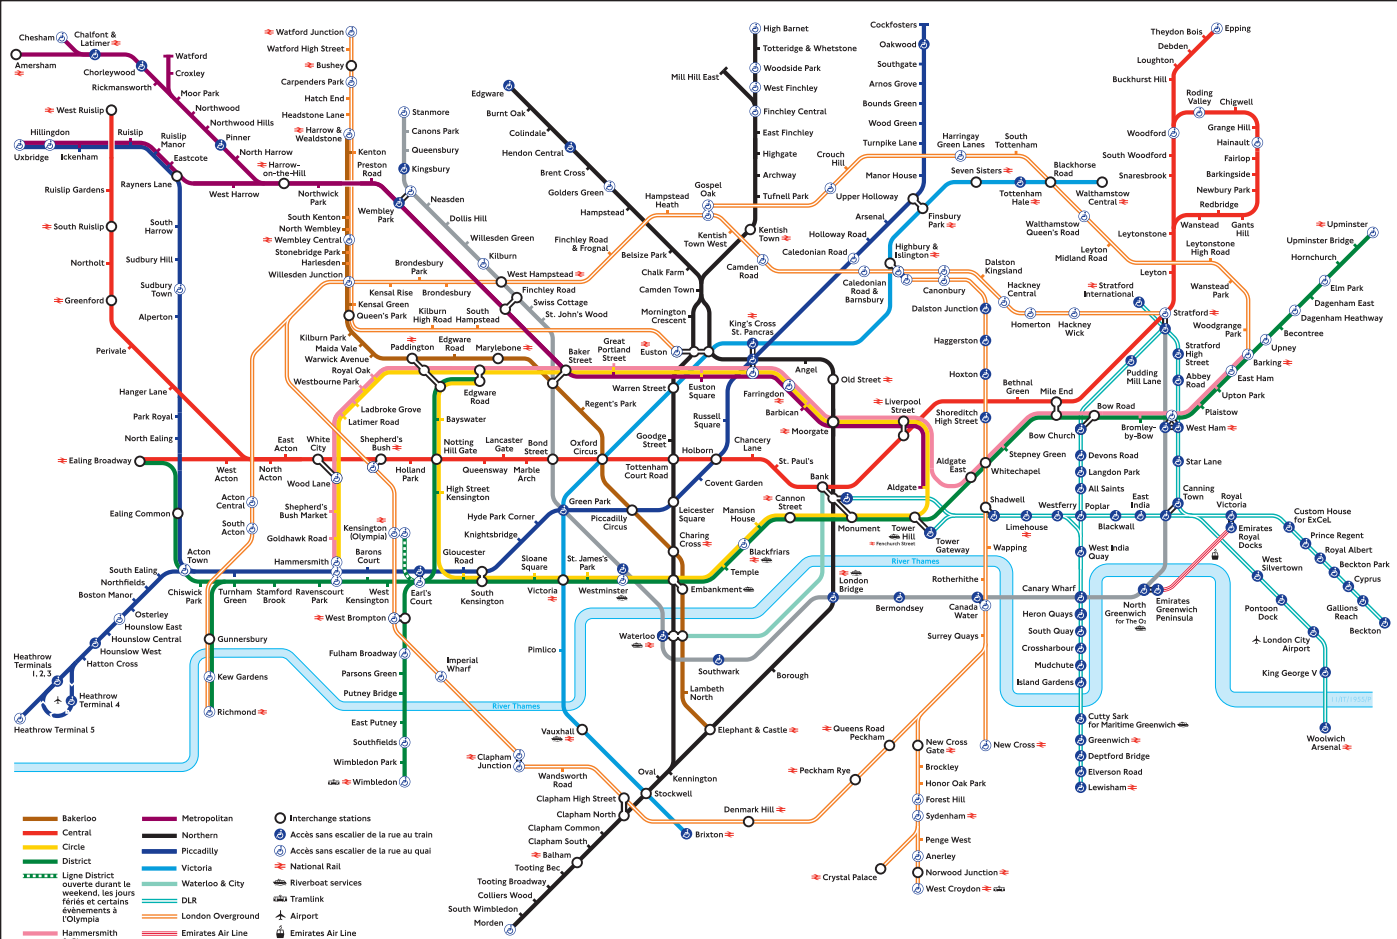 Chesham
Chalfont &
Latimer
Amersham
Chorleywood
Rickmansworth
Watford
Croxley
Moor Park
Northwood
Northwood Hills
Pinner
North Harrow
Harrow-
on-the-Hill
West Ruislip
Hillingdon
Ruislip
Ruislip
Manor
Eastcote
Uxbridge
Ickenham
Rayners Lane
West Harrow
Northwick
Park
Preston
Road
Ruislip Gardens
South Ruislip
Northolt
Greenford
Perivale
Hanger Lane
South
Harrow
Sudbury Hill
Sudbury
Town
Alperton
Park Royal
North Ealing
Ealing Broadway
Ealing Common
Watford Junction
Watford High Street
Bushey
Carpenders Park
Hatch End
Headstone Lane
Harrow &
Wealdstone
Kenton
South Kenton
North Wembley
Wembley Central
Stonebridge Park
Harlesden
Willesden Junction
Kensal Green
Queen's Park
Kilburn Park
Maida Vale
Warwick Avenue
Royal Oak
Westbourne Park
Stanmore
Canons Park
Queensbury
Kingsbury
Wembley
Park
Neasden
Dollis Hill
Willesden Green
Kilburn
West Hampstead
Finchley Road
Swiss Cottage
St. John's Wood
Brondesbury
Park
Kensal Rise
Brondesbury
Kilburn
High Road
South
Hampstead
Edgware
Burnt Oak
Colindale
Hendon Central
Brent Cross
Golders Green
Hampstead
Finchley Road
& Frognal
Belsize Park
Chalk Farm
Camden Town
Mornington
Crescent
Euston
Hampstead
Heath
Gospel
Oak
Kentish
Town West
Camden
Road
High Barnet
Totteridge & Whetstone
Woodside Park
Mill Hill East
West Finchley
Finchley Central
East Finchley
Highgate
Archway
Tufnell Park
Kentish
Town
Cockfosters
Oakwood
Southgate
Arnos Grove
Bounds Green
Wood Green
Turnpike Lane
Manor House
Crouch
Hill
Upper Holloway
Arsenal
Holloway Road
Caledonian Road
Finsbury
Park
Harringay
Green Lanes
South
Tottenham
Seven Sisters
Tottenham
Hale
Blackhorse
Road
Walthamstow
Central
Walthamstow
Queen's Road
Leyton
Midland Road
Highbury &
Islington
Caledonian
Road &
Barnsbury
Canonbury
Dalston
Kingsland
Hackney
Central
Homerton
Hackney
Wick
Dalston Junction
Haggerston
Hoxton
Shoreditch
High Street
Theydon Bois
Epping
Debden
Loughton
Buckhurst Hill
Roding
Valley
Chigwell
Grange Hill
Hainault
Woodford
Fairlop
South Woodford
Barkingside
Snaresbrook
Newbury Park
Redbridge
Wanstead
Gants
Hill
Leytonstone
Leytonstone
High Road
Leyton
Wanstead
Park
Woodgrange
Park
Stratford
International
Stratford
Stratford
High
Street
Abbey
Road
Pudding
Mill Lane
Upminster
Upminster Bridge
Hornchurch
Elm Park
Dagenham East
Dagenham Heathway
Becontree
Upney
Barking
East Ham
Upton Park
Plaistow
West Ham
Bromley-
by-Bow
Bow Road
Bow Church
Mile End
Bethnal
Green
Stepney Green
Whitechapel
Aldgate
East
Aldgate
Paddington
Edgware
Road
Marylebone
Baker
Street
Great
Portland
Street
Warren Street
Euston
Square
King's Cross
St. Pancras
Angel
Old Street
Farringdon
Barbican
Moorgate
Liverpool
Street
Edgware
Road
Bayswater
Ladbroke Grove
Latimer Road
Regent's Park
Russell
Square
Goodge
Street
Chancery
Lane
Holborn
St. Paul's
Bank
East
Acton
White
City
Shepherd's
Bush
Notting
Hill Gate
Lancaster
Gate
Bond
Street
Oxford
Circus
Tottenham
Court Road
West
Acton
North
Acton
Wood Lane
Holland
Park
Queensway
Marble
Arch
Acton
Central
South
Acton
Shepherd's
Bush Market
Goldhawk Road
Hammersmith
High Street
Kensington
Kensington
(Olympia)
Hyde Park Corner
Knightsbridge
Green Park
Piccadilly
Circus
Leicester
Square
Covent Garden
Charing
Cross
Mansion
House
Cannon
Street
Monument
Tower
Hill
Fenchurch Street
Tower
Gateway
Blackfriars
Temple
Embankment
Westminster
St. James's
Park
Victoria
Sloane
Square
South
Kensington
Gloucester
Road
Earl's
Court
Barons
Court
West
Kensington
Ravenscourt
Park
Stamford
Brook
Turnham
Green
Chiswick
Park
Acton
Town
South Ealing
Northfields
Boston Manor
Osterley
Hounslow East
Hounslow Central
Hounslow West
Hatton Cross
Heathrow
Terminals
1, 2, 3
Heathrow
Terminal 4
Heathrow Terminal 5
Gunnersbury
Kew Gardens
Richmond
West Brompton
Fulham Broadway
Parsons Green
Putney Bridge
East Putney
Southfields
Wimbledon Park
Wimbledon
Imperial
Wharf
Clapham
Junction
Wandsworth
Road
Clapham High Street
Clapham North
Clapham Common
Clapham South
Balham
Tooting Bec
Tooting Broadway
Colliers Wood
South Wimbledon
Morden
River Thames
Pimlico
Vauxhall
Oval
Kennington
Stockwell
Brixton
Waterloo
Southwark
Lambeth
North
Elephant & Castle
Borough
London
Bridge
Bermondsey
River Thames
Denmark Hill
Peckham Rye
Queens Road
Peckham
Shadwell
Wapping
Rotherhithe
Canada
Water
Surrey Quays
New Cross
New Cross
Gate
Brockley
Honor Oak Park
Forest Hill
Sydenham
Penge West
Anerley
Crystal Palace
Norwood Junction
West Croydon
Limehouse
Westferry
Poplar
Blackwall
East
India
Canning
Town
Star Lane
Devons Road
Langdon Park
All Saints
West India
Quay
Canary Wharf
Heron Quays
South Quay
Crossharbour
Mudchute
Island Gardens
Cutty Sark
for Maritime Greenwich
Greenwich
Deptford Bridge
Elverson Road
Lewisham
North
Greenwich
for The O2
Emirates
Greenwich
Peninsula
Royal
Victoria
Emirates
Royal
Docks
Custom House
for ExCeL
Prince Regent
Royal Albert
Beckton Park
Cyprus
Gallions
Reach
Beckton
West
Silvertown
Pontoon
Dock
London City
Airport
King George V
Woolwich
Arsenal
Bakerloo
Central
Circle
District
Ligne District
ouverte durant le
weekend, les jours
fériés et certains
évènements à
l'Olympia
Hammersmith
Metropolitan
Northern
Piccadilly
Victoria
Waterloo & City
DLR
London Overground
Emirates Air Line
Interchange stations
Accès sans escalier de la rue au train
Accès sans escalier de la rue au quai
National Rail
Riverboat services
Tramlink
Airport
Emirates Air Line